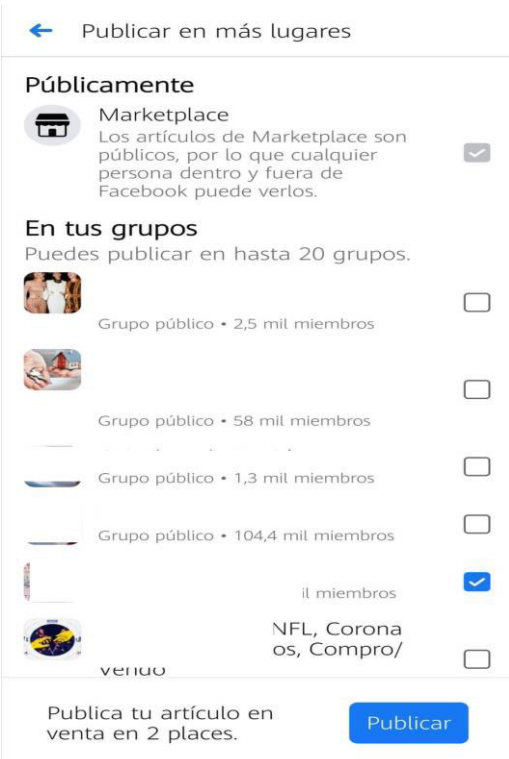 Publicar en más lugares
Públicamente
Marketplace
Los artículos de Marketplace son
públicos, por lo que cualquier
persona dentro y fuera de
Facebook puede verlos.
En tus grupos
Puedes publicar en hasta 20 grupos.
Grupo público • 2,5 mil miembros
Grupo público • 58 mil miembros
Grupo público • 1,3 mil miembros
Grupo público • 104,4 mil miembros
miembros
NFL, Corona
Compro/
Vendo
Publica tu artículo en
venta en 2 places.
Publicar